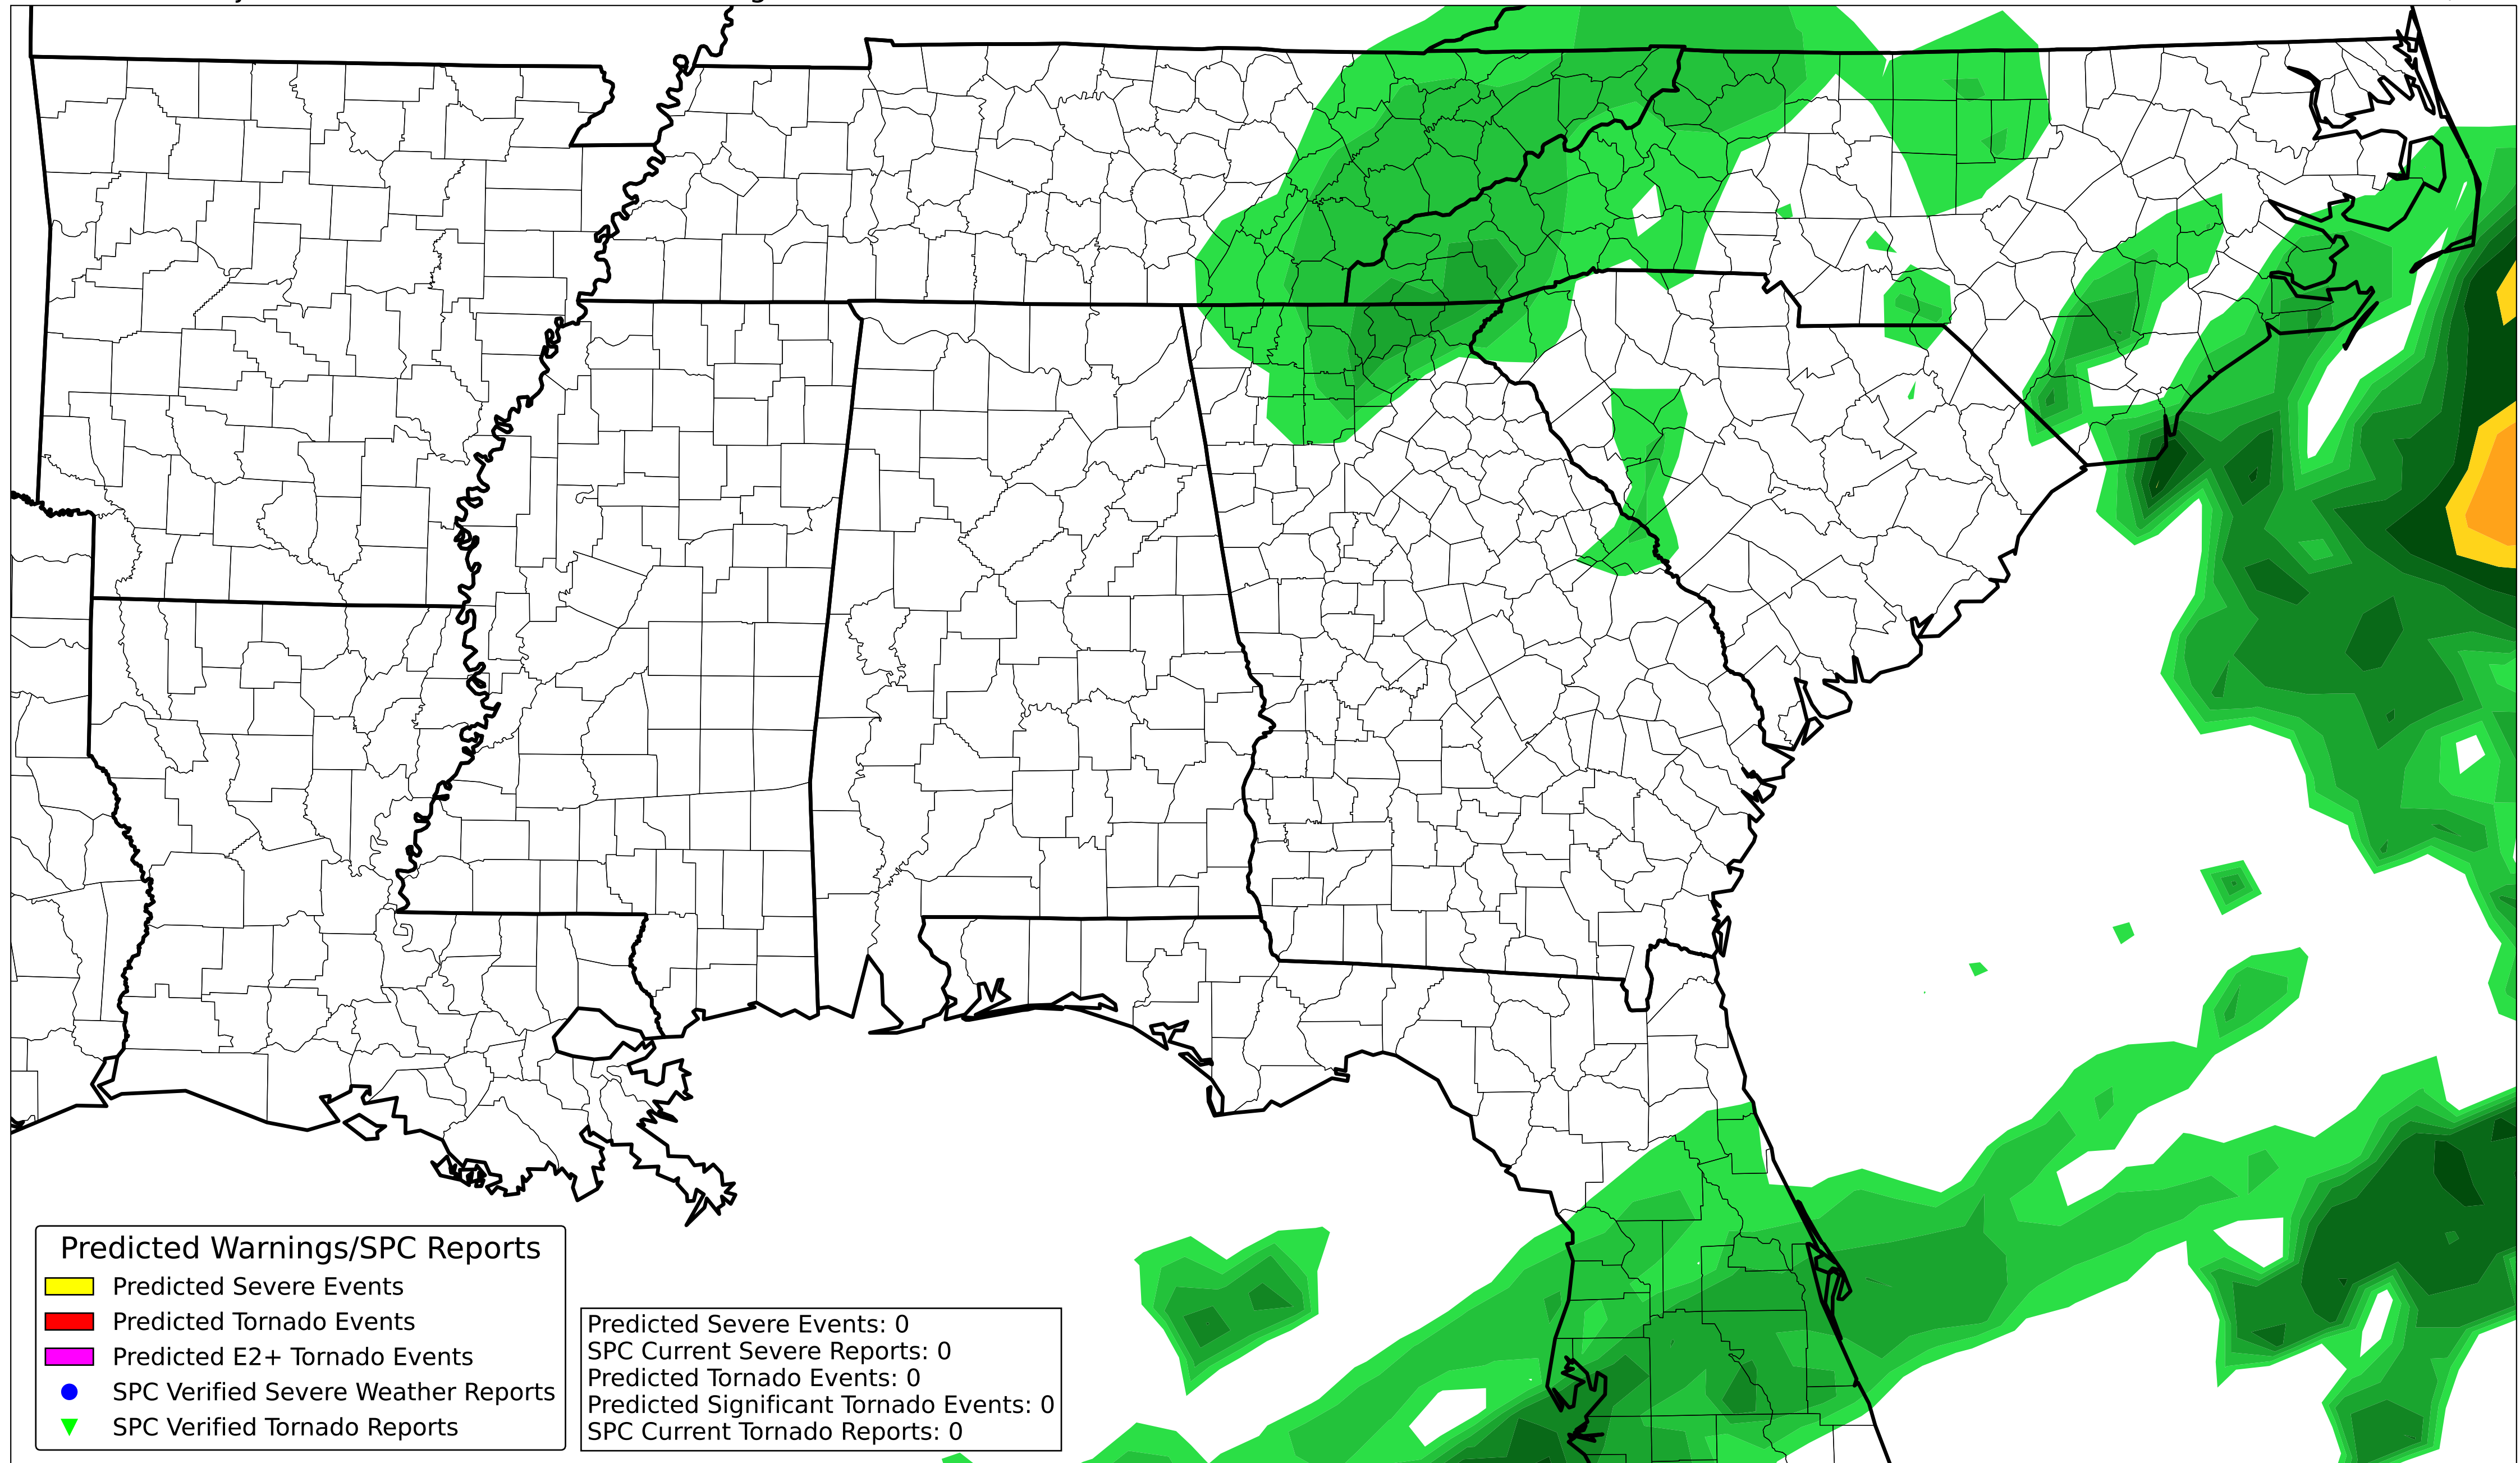 Predicted Warnings/SPC Reports
Predicted Severe Events
Predicted Tornado Events
Predicted E2+ Tornado Events
SPC Verified Severe Weather Reports
SPC Verified Tornado Reports
Predicted Severe Events: 0
SPC Current Severe Reports: 0
Predicted Tornado Events: 0
Predicted Significant Tornado Events: 0
SPC Current Tornado Reports: 0